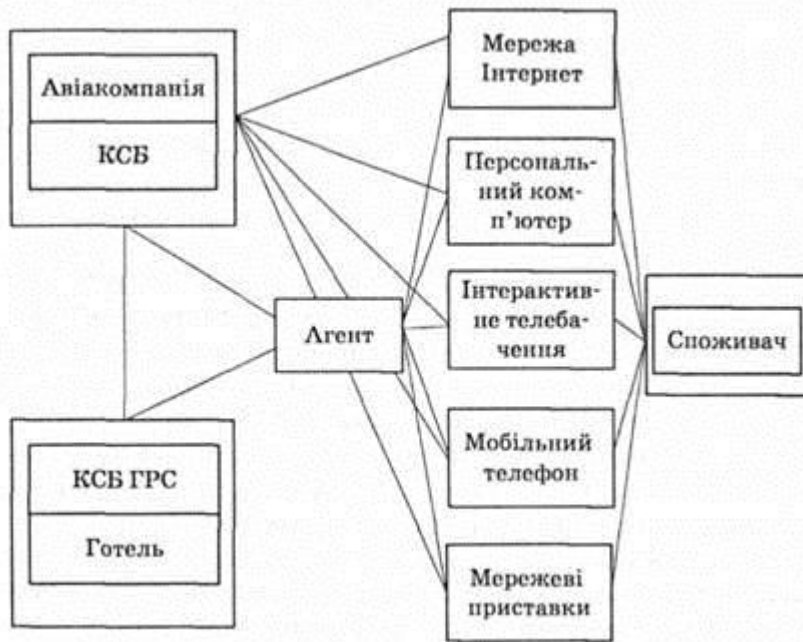 Авіакомпанія
КСБ
КСБ ГРС
Готель
Агент
Мережа
Інтернет
Персональ-
ний ком-
п’ютер
Інтерактив-
не телеба-
чення
Мобільний
телефон
Мережеві
приставки
Споживач